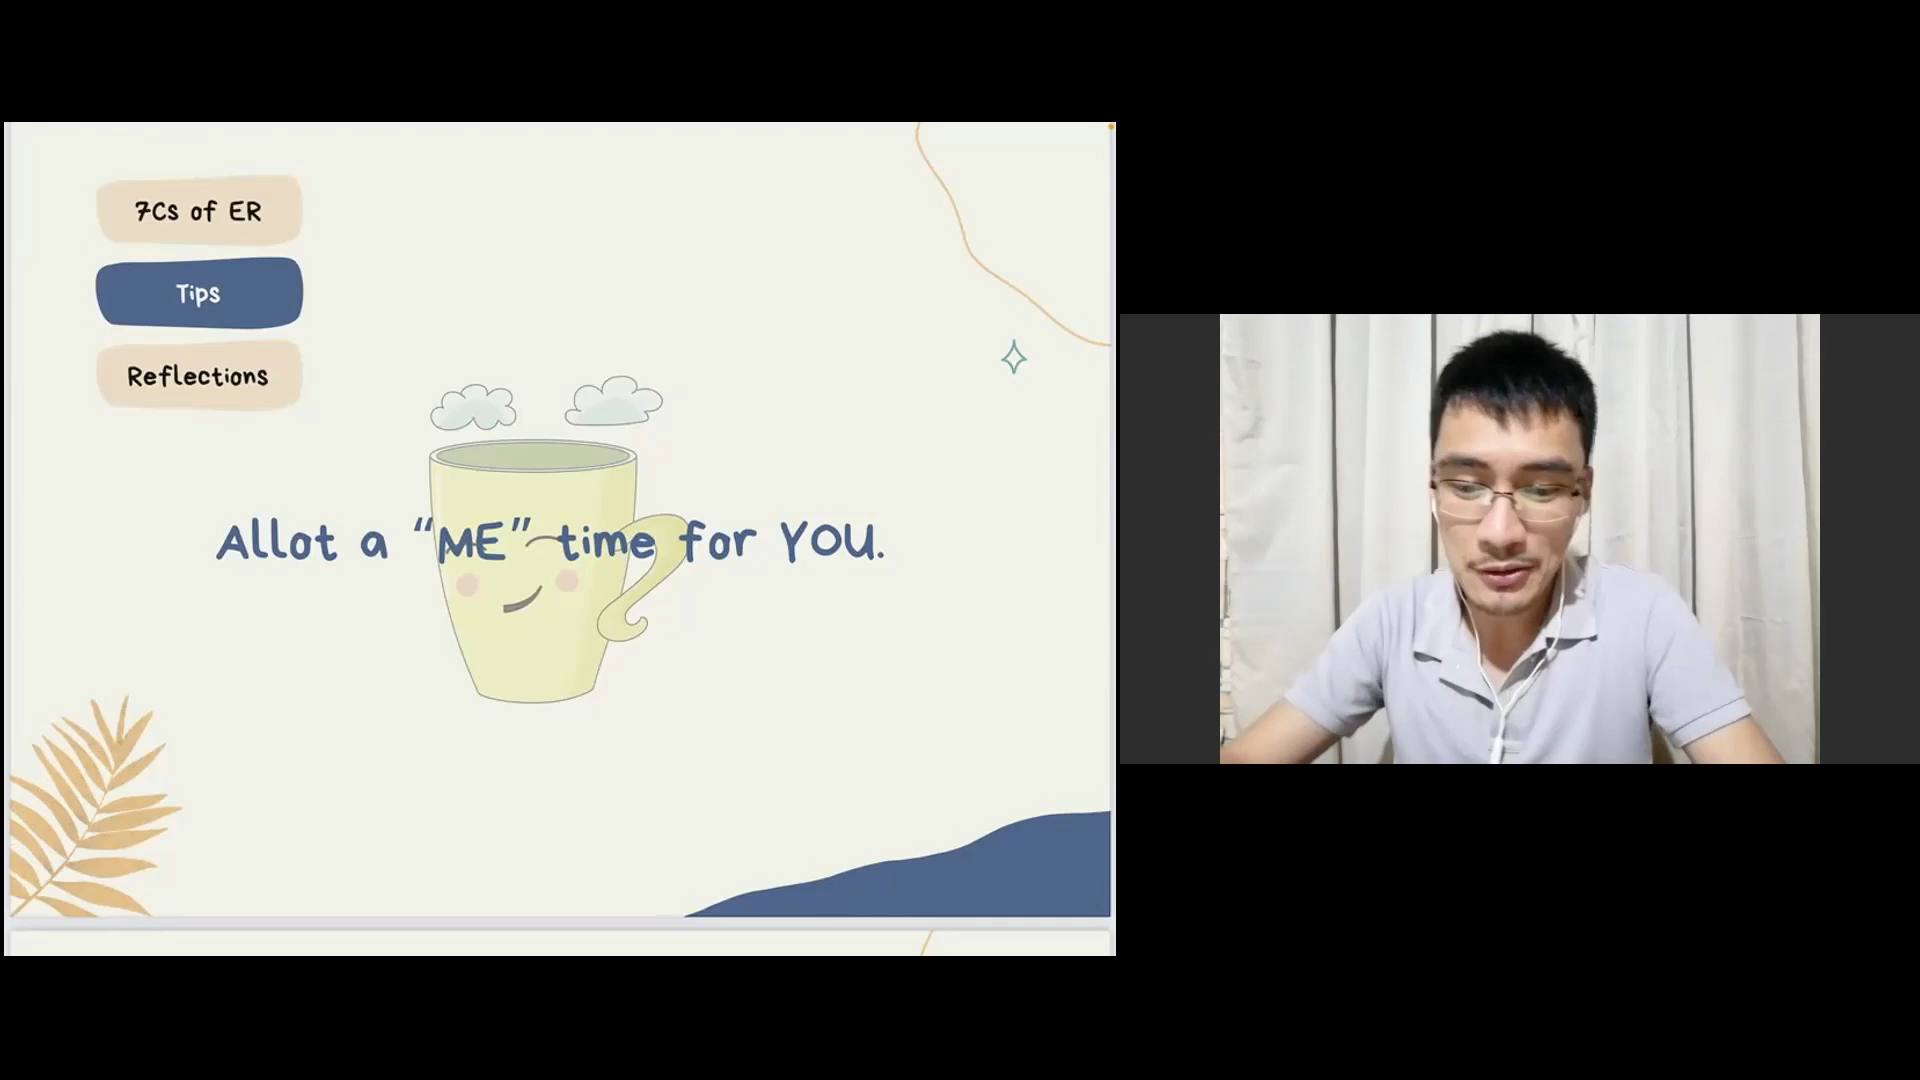 7Cs of ER
Tips
Reflections
Allot a “ME” time for YOU.